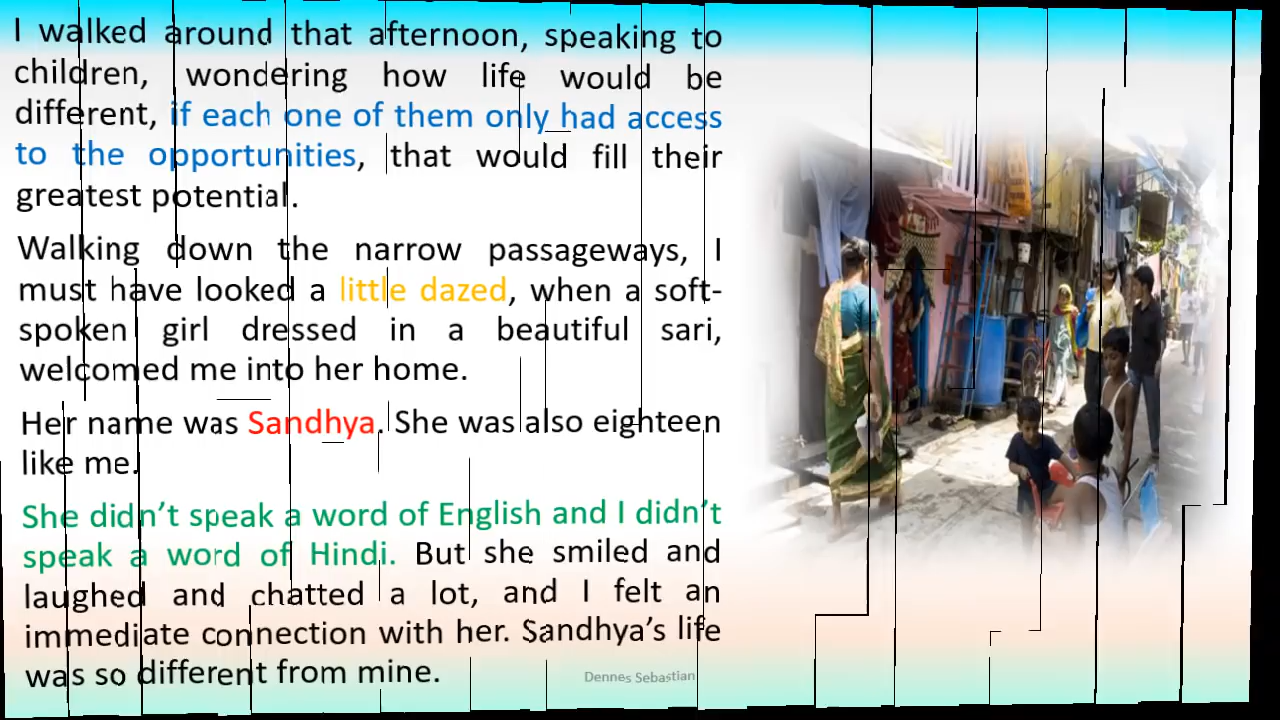 I walked around that afternoon, speaking to
children, wondering how life would be
different, if each one of them only had access
to the opportunities, that would fill their
greatest potential.
Walking down the narrow passageways, I
must have looked a little dazed, when a soft-
spoken girl dressed in a beautiful sari,
welcomed me into her home.
Her name was Sandhya. She was also eighteen
like me.
She didn't speak a word of English and I didn't
speak a word of Hindi. But she smiled and
laughed and chatted a lot, and I felt an
immediate connection with her. Sandhya's life
was so different from mine.
Dennes Sebastian